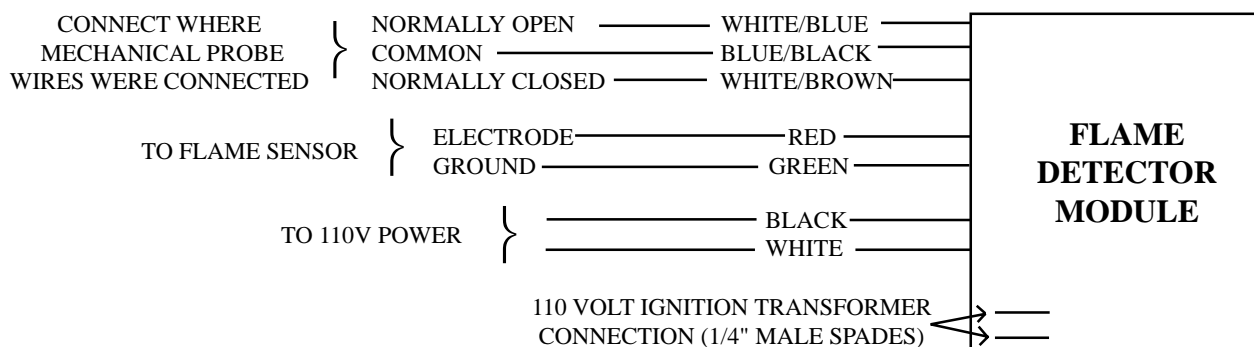 CONNECT WHERE
MECHANICAL PROBE
WIRES WERE CONNECTED
NORMALLY OPEN WHITE/BLUE
COMMON BLUE/BLACK
NORMALLY CLOSED WHITE/BROWN
TO FLAME SENSOR
ELECTRODE RED
GROUND GREEN
TO 110V POWER
BLACK
WHITE
110 VOLT IGNITION TRANSFORMER
CONNECTION (1/4" MALE SPADES)
FLAME
DETECTOR
MODULE